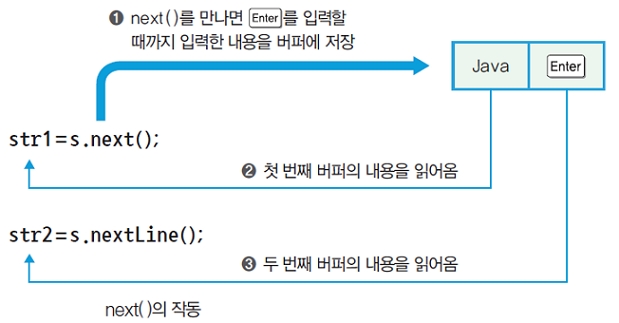 ❶ next( )를 만나면 Enter를 입력할
때까지 입력한 내용을 버퍼에 저장
Java Enter
str1=s.next();
❷ 첫 번째 버퍼의 내용을 읽어옴
str2=s.nextLine();
❸ 두 번째 버퍼의 내용을 읽어옴
next( )의 작동